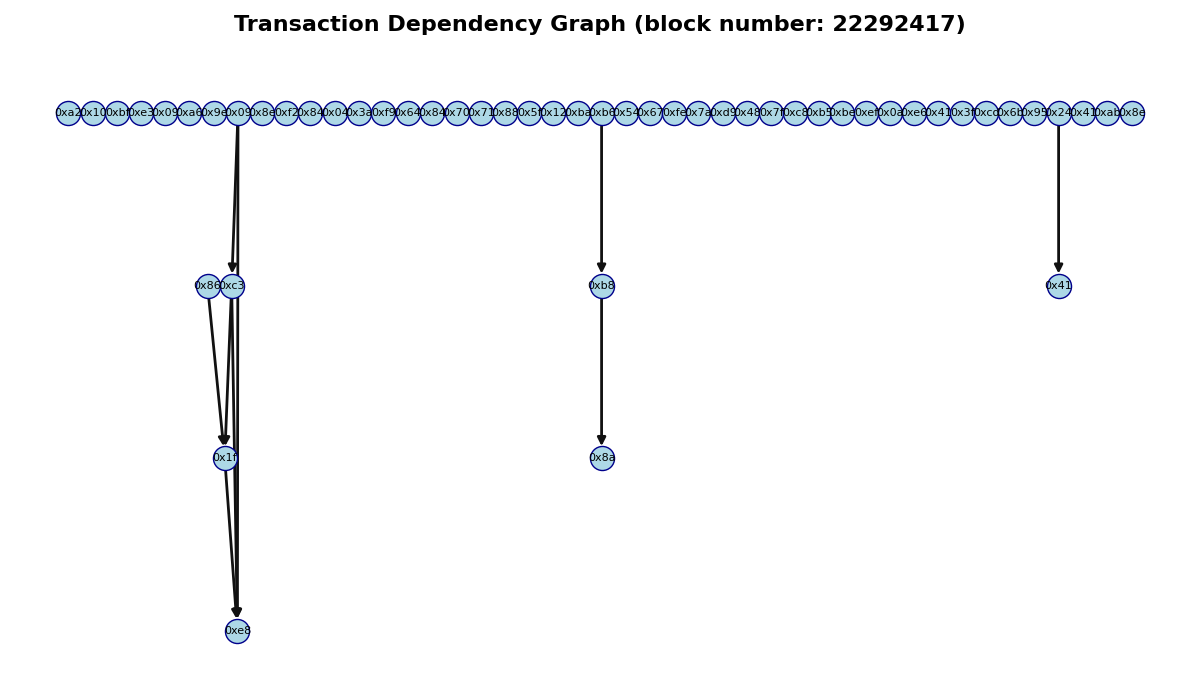 Transaction Dependency Graph (block number: 22292417)
0xa2 0x10 0xbf 0xe3 0x09 0xa6 0x9e 0x09 0x8e 0xf2 0x84 0x04 0x3a 0xf9 0x64 0x84 0x70 0x71 0x88 0x5f 0x12 0xba 0xb6 0x54 0x67 0xfe 0x7a 0xd9 0x48 0x7f 0xc8 0xb5 0xbe 0xef 0x0a 0xe6 0x41 0x3f 0xcd 0x6b 0x95 0x24 0x41 0xab 0x8e
0x86 0xc3 0xb8 0x41
0x1f 0x8a
0xe8